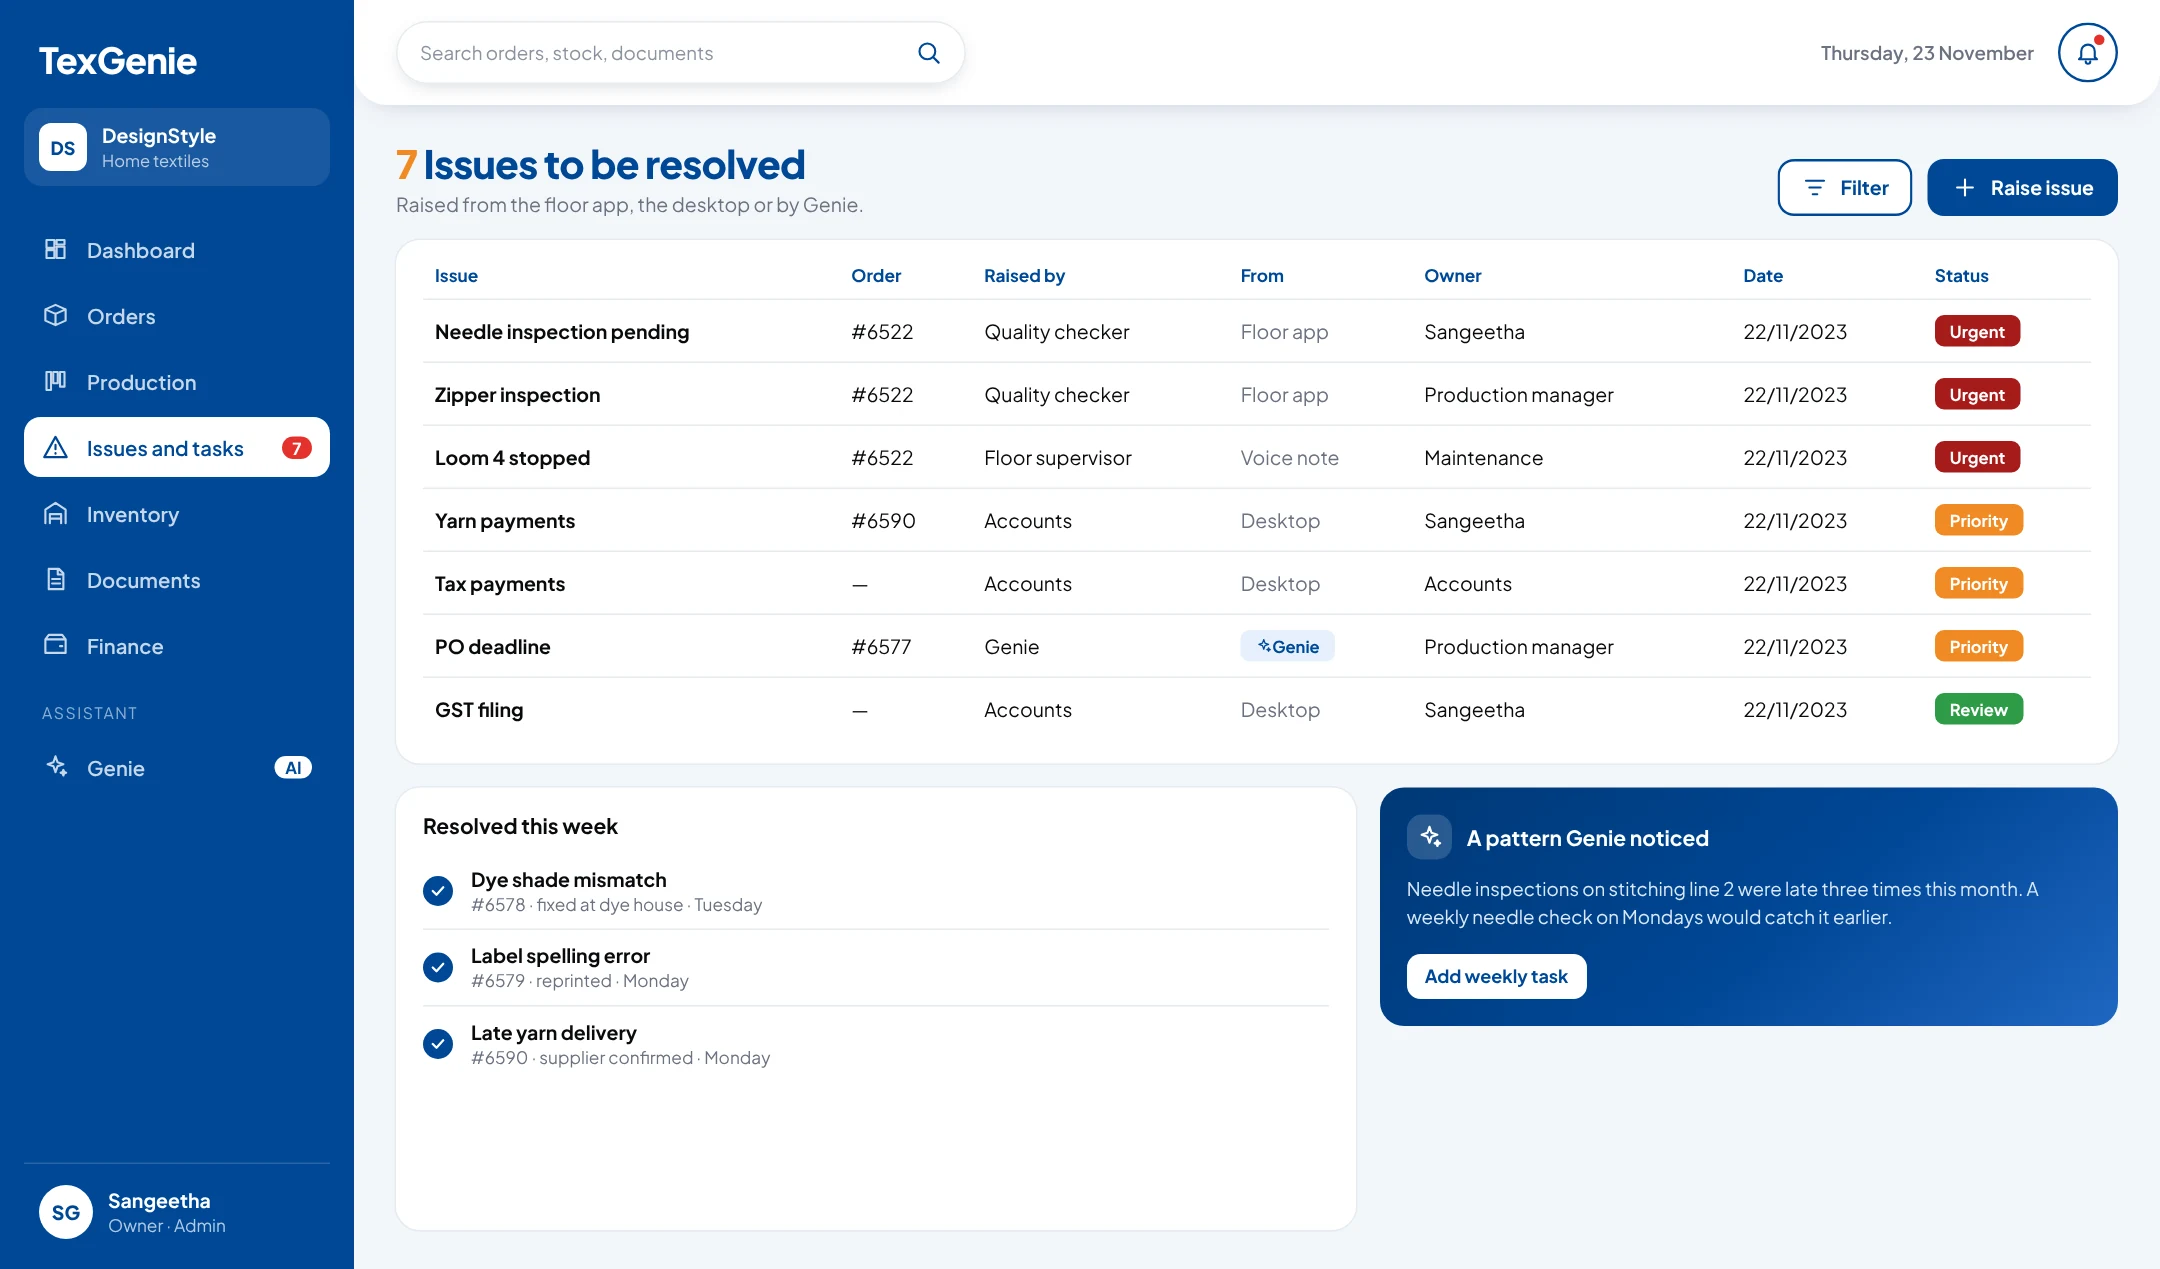 TexGenie
DS
DesignStyle
Home textiles
Dashboard
Orders
Production
Issues and tasks 7
Inventory
Documents
Finance
ASSISTANT
Genie AI
SG
Sangeetha
Owner · Admin
Search orders, stock, documents
Thursday, 23 November
7 Issues to be resolved
Raised from the floor app, the desktop or by Genie.
Filter
Raise issue
Issue Order Raised by From Owner Date Status
Needle inspection pending #6522 Quality checker Floor app Sangeetha 22/11/2023 Urgent
Zipper inspection #6522 Quality checker Floor app Production manager 22/11/2023 Urgent
Loom 4 stopped #6522 Floor supervisor Voice note Maintenance 22/11/2023 Urgent
Yarn payments #6590 Accounts Desktop Sangeetha 22/11/2023 Priority
Tax payments — Accounts Desktop Accounts 22/11/2023 Priority
PO deadline #6577 Genie Genie Production manager 22/11/2023 Priority
GST filing — Accounts Desktop Sangeetha 22/11/2023 Review
Resolved this week
Dye shade mismatch
#6578 · fixed at dye house · Tuesday
Label spelling error
#6579 · reprinted · Monday
Late yarn delivery
#6590 · supplier confirmed · Monday
A pattern Genie noticed
Needle inspections on stitching line 2 were late three times this month. A
weekly needle check on Mondays would catch it earlier.
Add weekly task